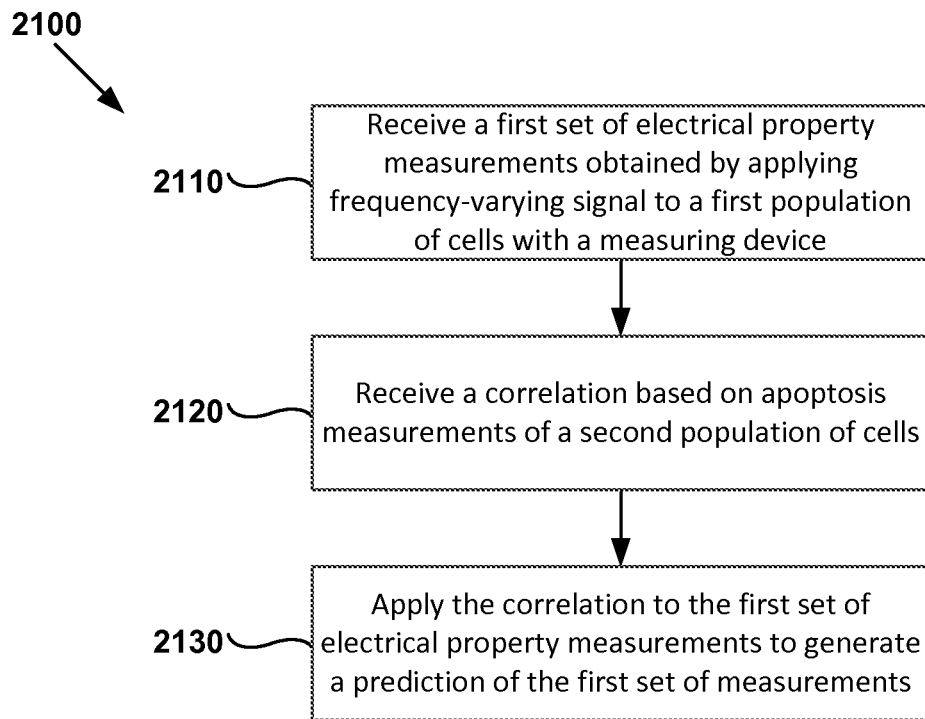 2100
2110
Receive a first set of electrical property
measurements obtained by applying
frequency-varying signal to a first population
of cells with a measuring device
2120
Receive a correlation based on apoptosis
measurements of a second population of cells
2130
Apply the correlation to the first set of
electrical property measurements to generate
a prediction of the first set of measurements